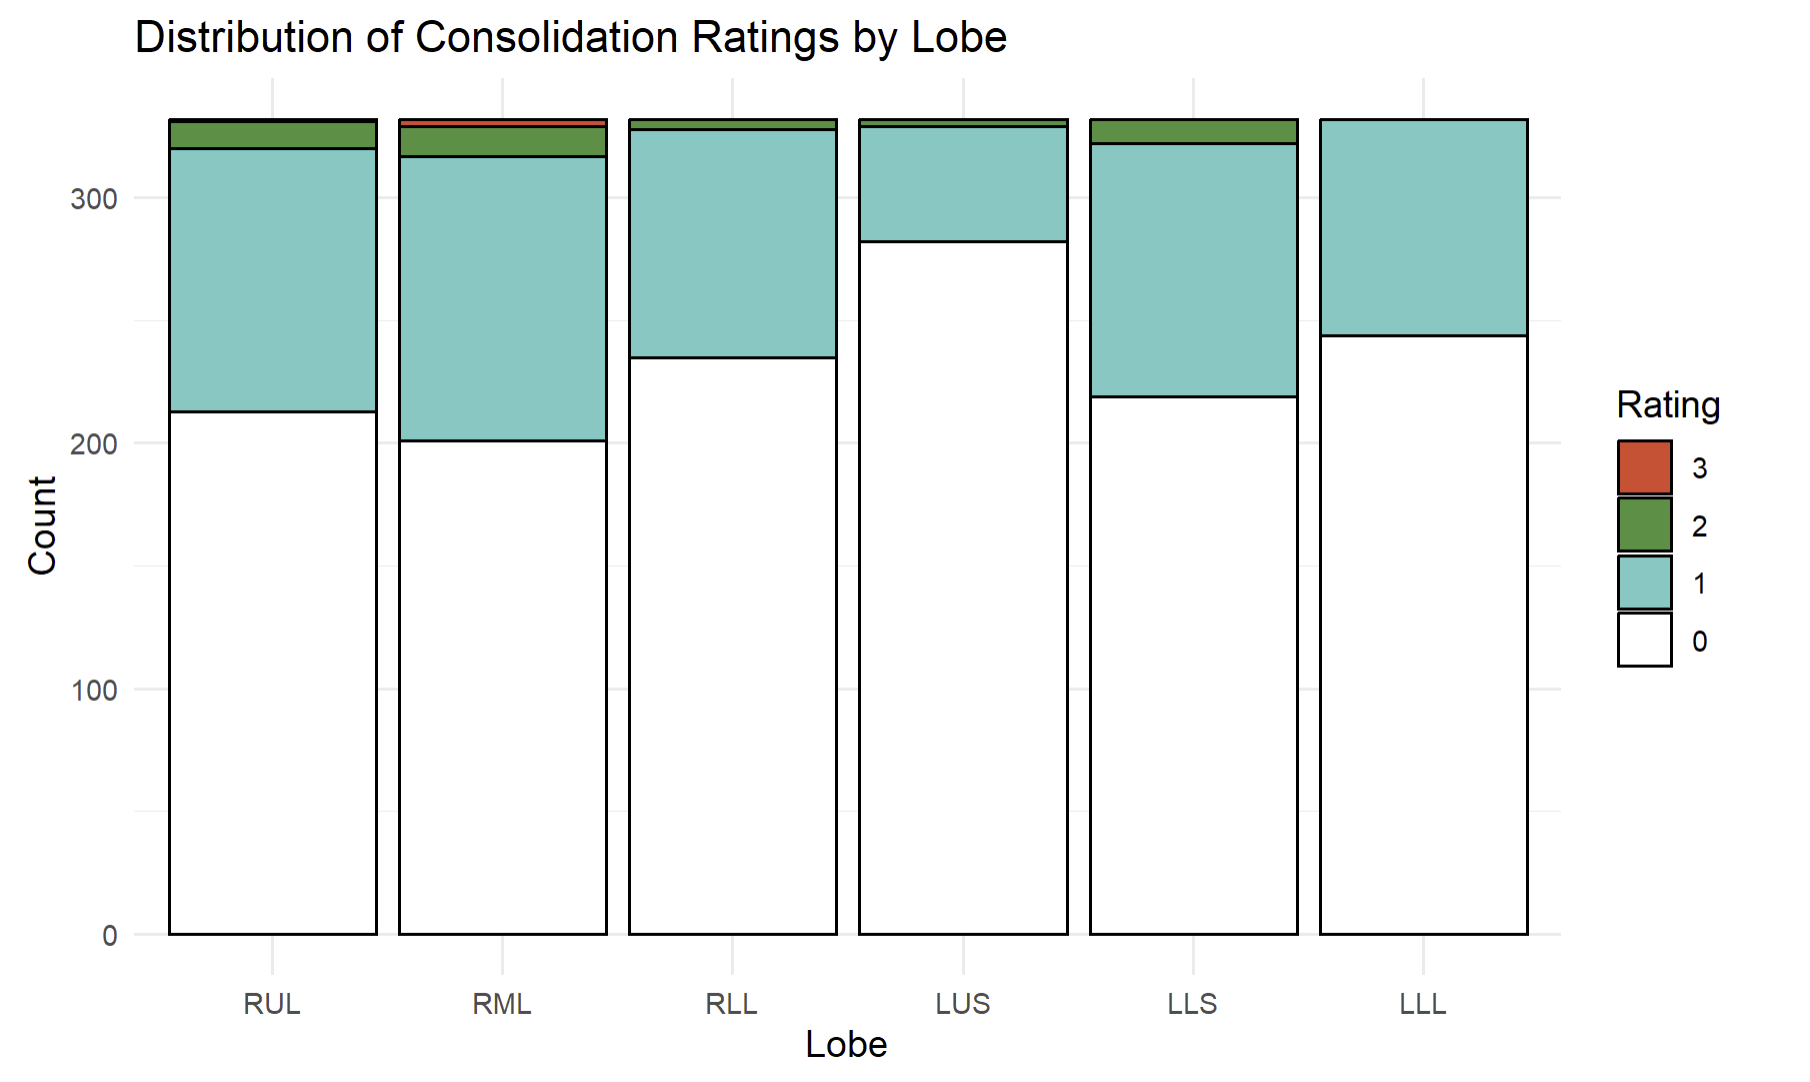 Distribution of Consolidation Ratings by Lobe
Count
300
200
100
0
RUL RML RLL LUS LLS LLL
Lobe
Rating
3
2
1
0